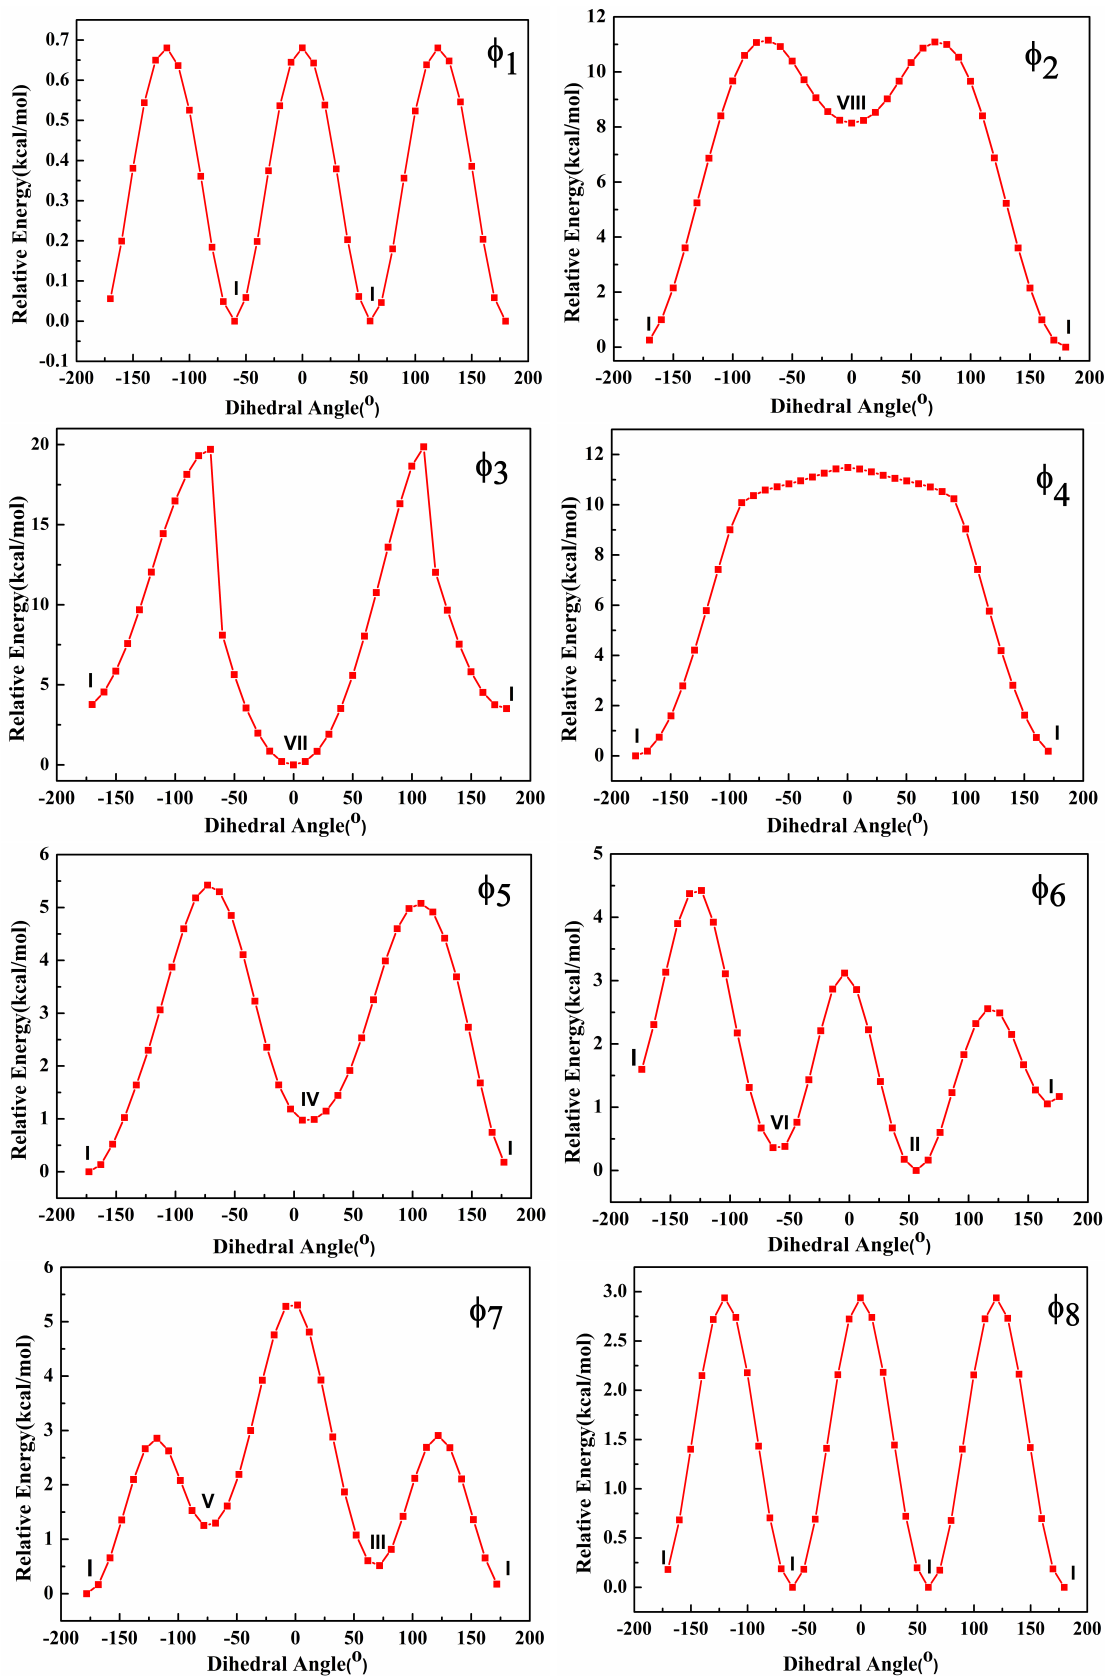 ϕ1
0.7
0.6
0.5
0.4
0.3
0.2
0.1
0.0
-0.1
I I
-200 -150 -100 -50 0 50 100 150 200
Dihedral Angle(o)
Relative Energy(kcal/mol)
ϕ2
12
10
8
6
4
2
0
VIII
I I
-200 -150 -100 -50 0 50 100 150 200
Dihedral Angle(o)
Relative Energy(kcal/mol)
ϕ3
20
15
10
5
0
I VII I
-200 -150 -100 -50 0 50 100 150 200
Dihedral Angle(o)
Relative Energy(kcal/mol)
ϕ4
12
10
8
6
4
2
0
I I
-200 -150 -100 -50 0 50 100 150 200
Dihedral Angle(o)
Relative Energy(kcal/mol)
ϕ5
6
5
4
3
2
1
0
I IV I
-200 -150 -100 -50 0 50 100 150 200
Dihedral Angle(o)
Relative Energy(kcal/mol)
ϕ6
5
4
3
2
1
0
I VI II I
-200 -150 -100 -50 0 50 100 150 200
Dihedral Angle(o)
Relative Energy(kcal/mol)
ϕ7
6
5
4
3
2
1
0
I V III I
-200 -150 -100 -50 0 50 100 150 200
Dihedral Angle(o)
Relative Energy(kcal/mol)
ϕ8
3.0
2.5
2.0
1.5
1.0
0.5
0.0
I I I I
-200 -150 -100 -50 0 50 100 150 200
Dihedral Angle(o)
Relative Energy(kcal/mol)